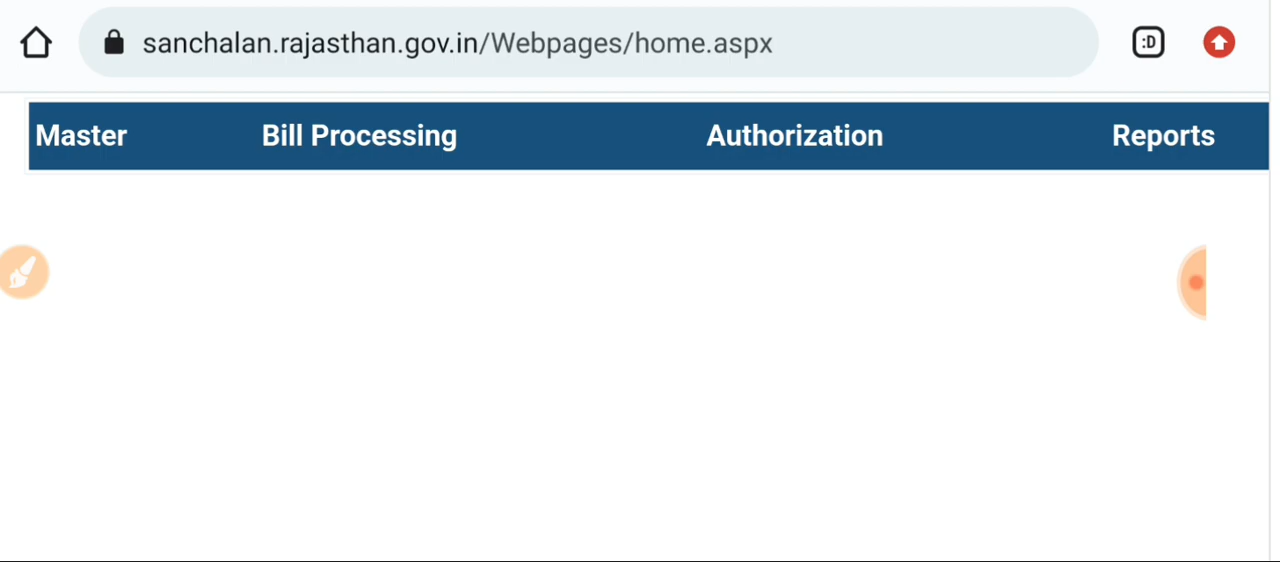 sanchalan.rajasthan.gov.in/Webpages/home.aspx :D
Master Bill Processing Authorization Reports